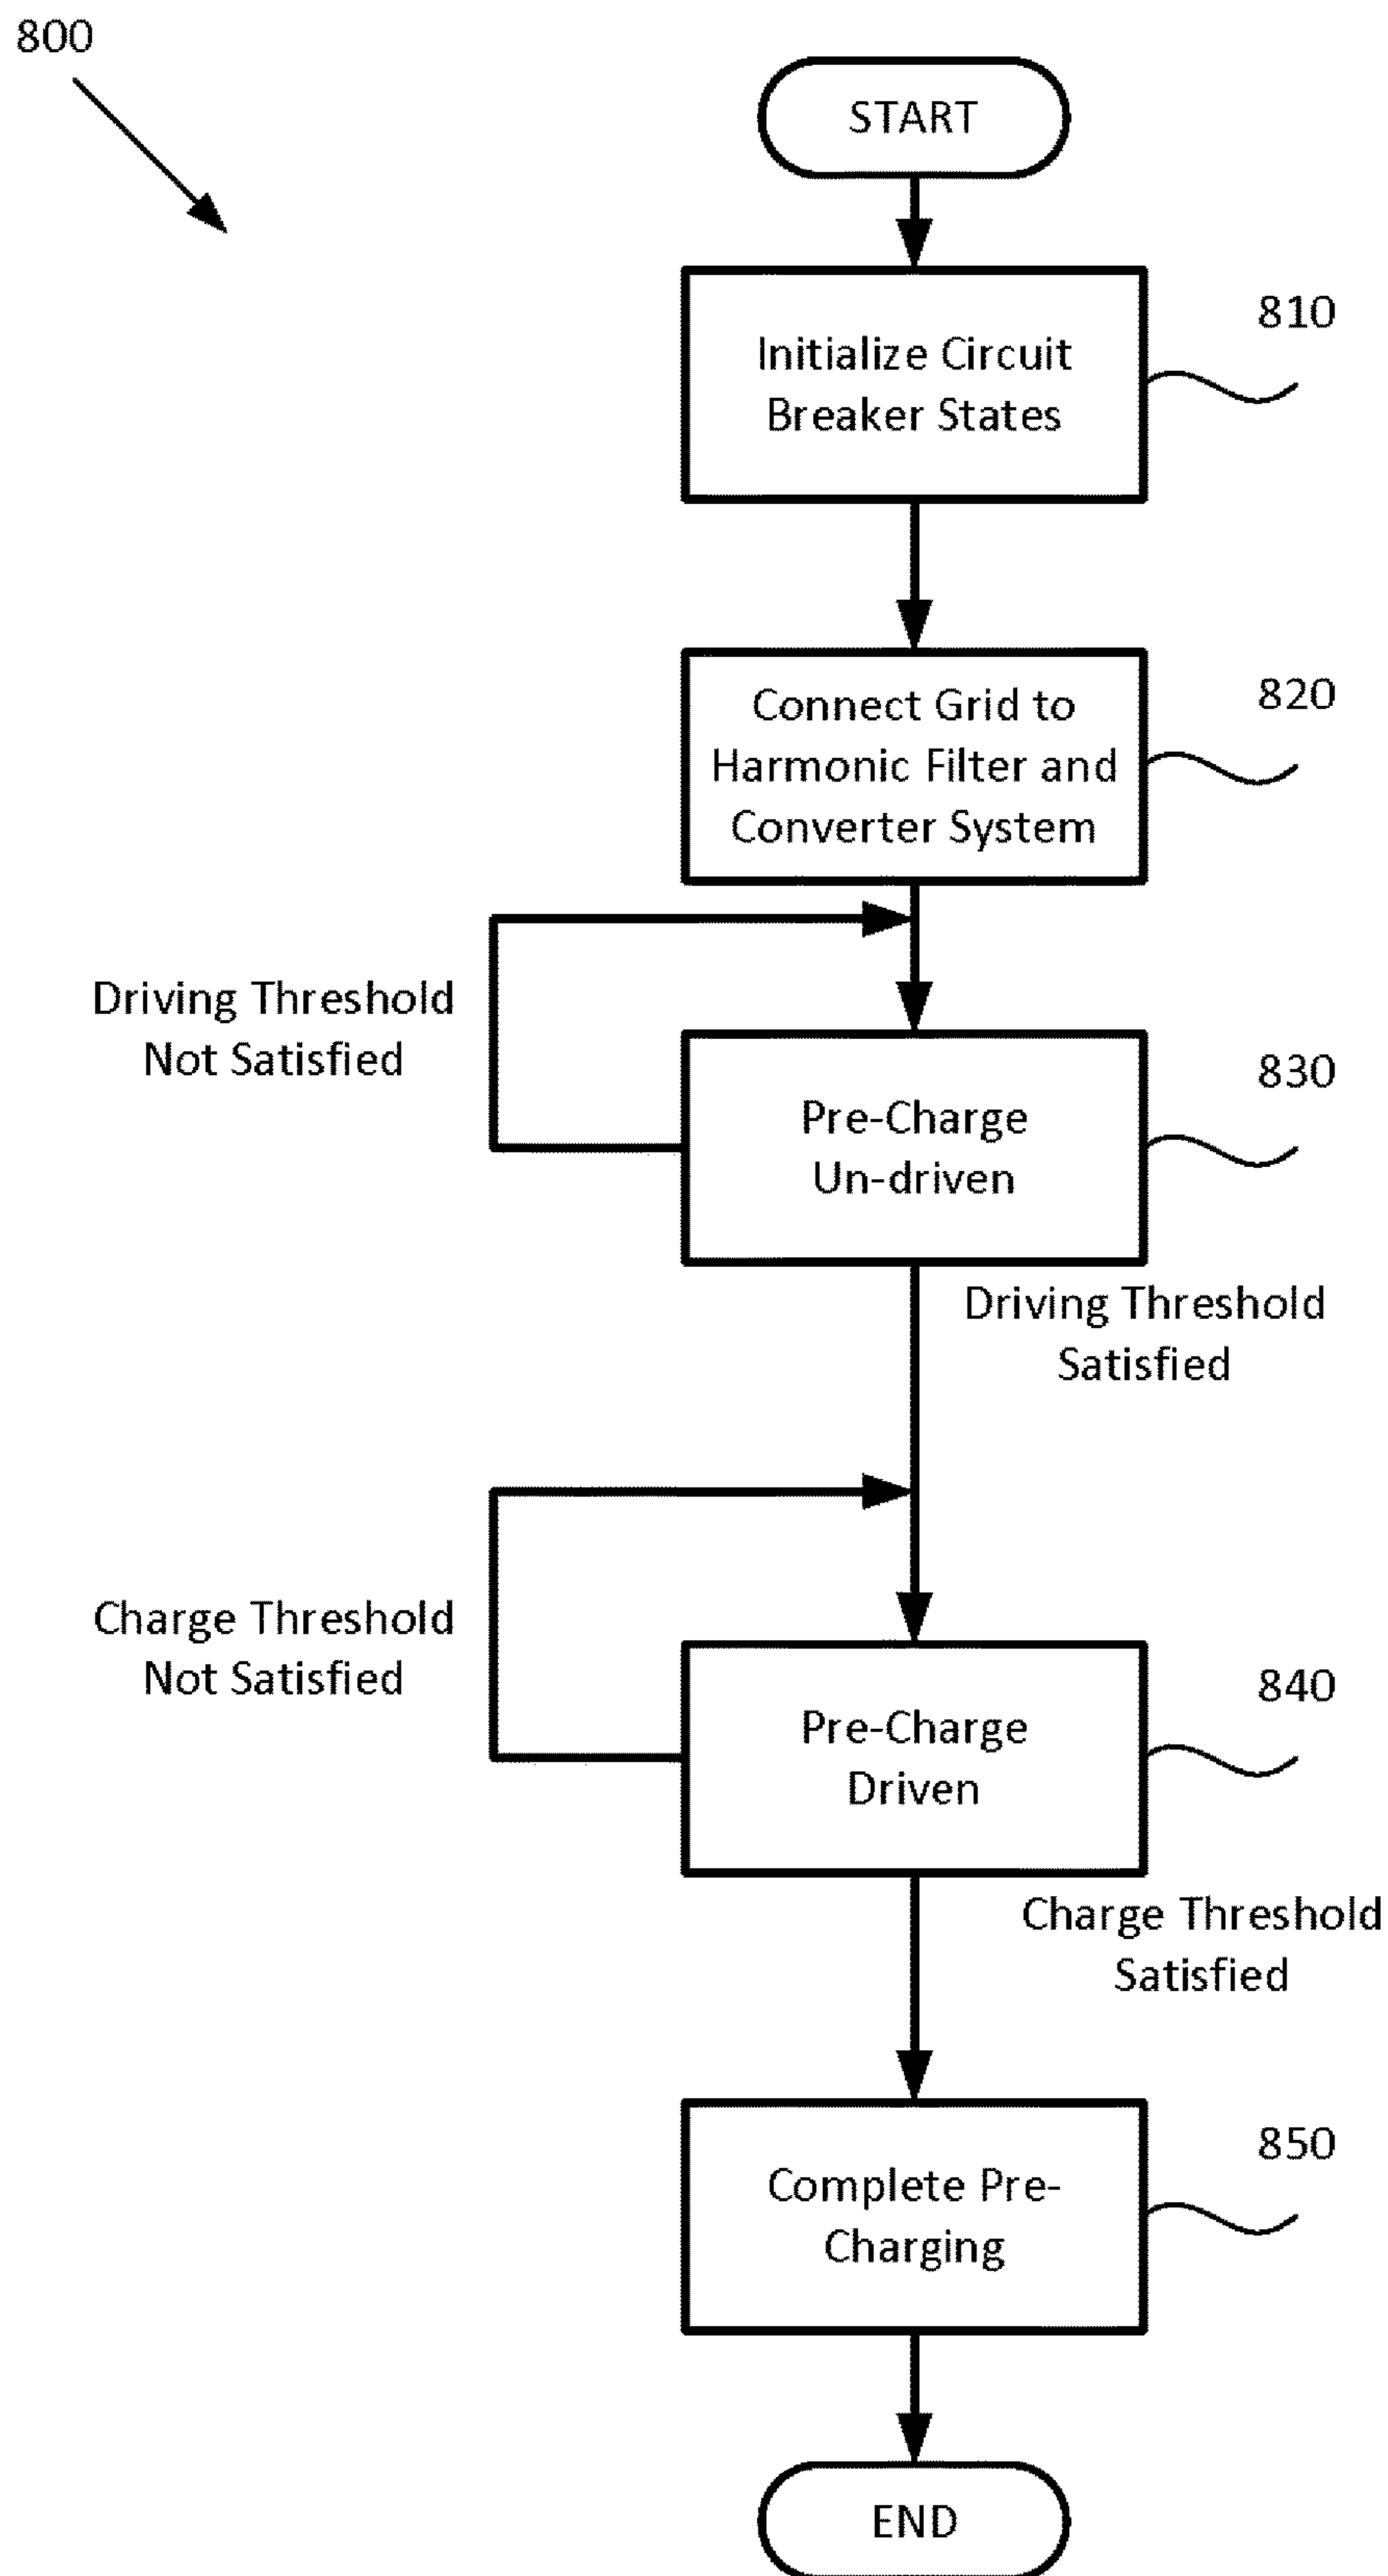 800
START
Initialize Circuit
Breaker States
810
Connect Grid to
Harmonic Filter and
Converter System
820
Driving Threshold
Not Satisfied
Pre-Charge
Un-driven
830
Driving Threshold
Satisfied
Charge Threshold
Not Satisfied
Pre-Charge
Driven
840
Charge Threshold
Satisfied
Complete Pre-
Charging
850
END